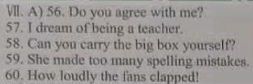 VII. A) 56. Do you agree with me?
57. I dream of being a teacher.
58. Can you carry the big box yourself?
59. She made too many spelling mistakes.
60. How loudly the fans clapped!